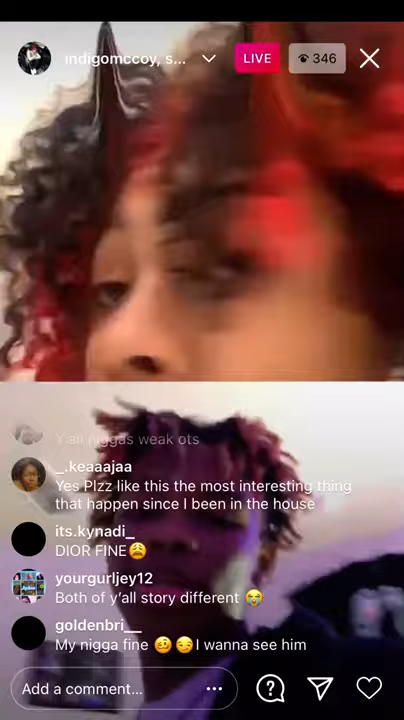 indigomccoy, s...
LIVE
346
Y'all niggas weak ots
_.keaaajaa
Yes Plzz like this the most interesting thing
that happen since I been in the house
its.kynadi_
DIOR FINE😩
yourgurljey12
Both of y'all story different 😭
goldenbri___
My nigga fine 🥴😏I wanna see him
Add a comment...